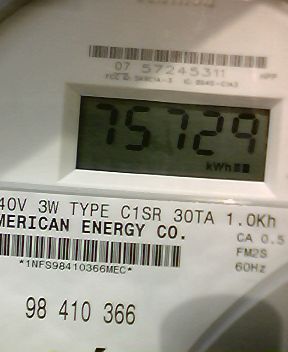 07 57245311
75729
kWh
40V 3W TYPE C1SR 30TA 1.0Kh
MERICAN ENERGY CO.
CA 0.5
FM2S
60Hz
*1NFS98410366MEC*
98 410 366